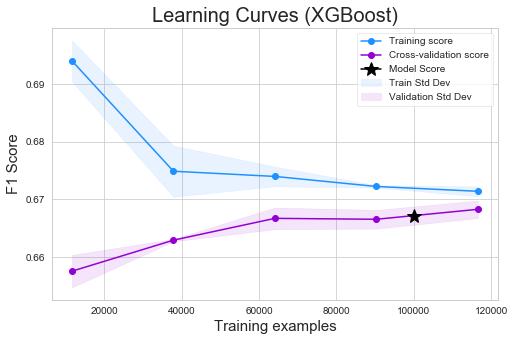 Learning Curves (XGBoost)
Training score
Cross-validation score
Model Score
Train Std Dev
Validation Std Dev
F1 Score
0.69
0.68
0.67
0.66
20000 40000 60000 80000 100000 120000
Training examples